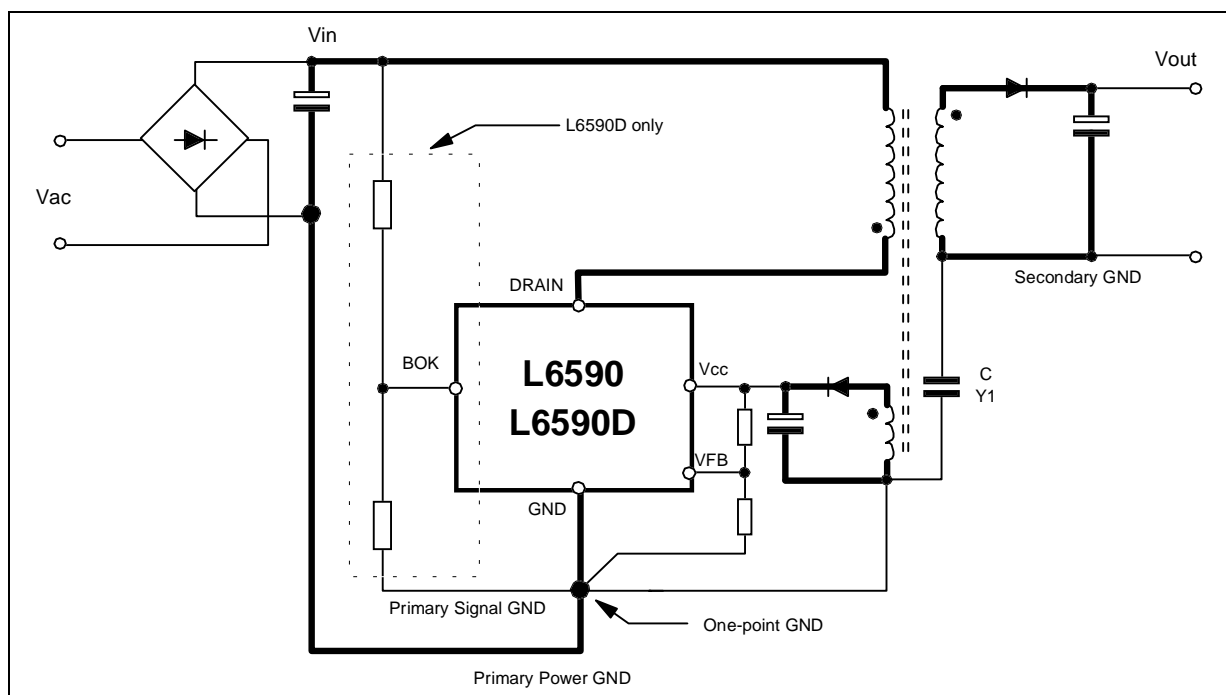 Vin
Vout
L6590D only
Vac
Secondary GND
DRAIN
BOK
L6590
L6590D
Vcc
C
Y1
VFB
GND
Primary Signal GND
One-point GND
Primary Power GND